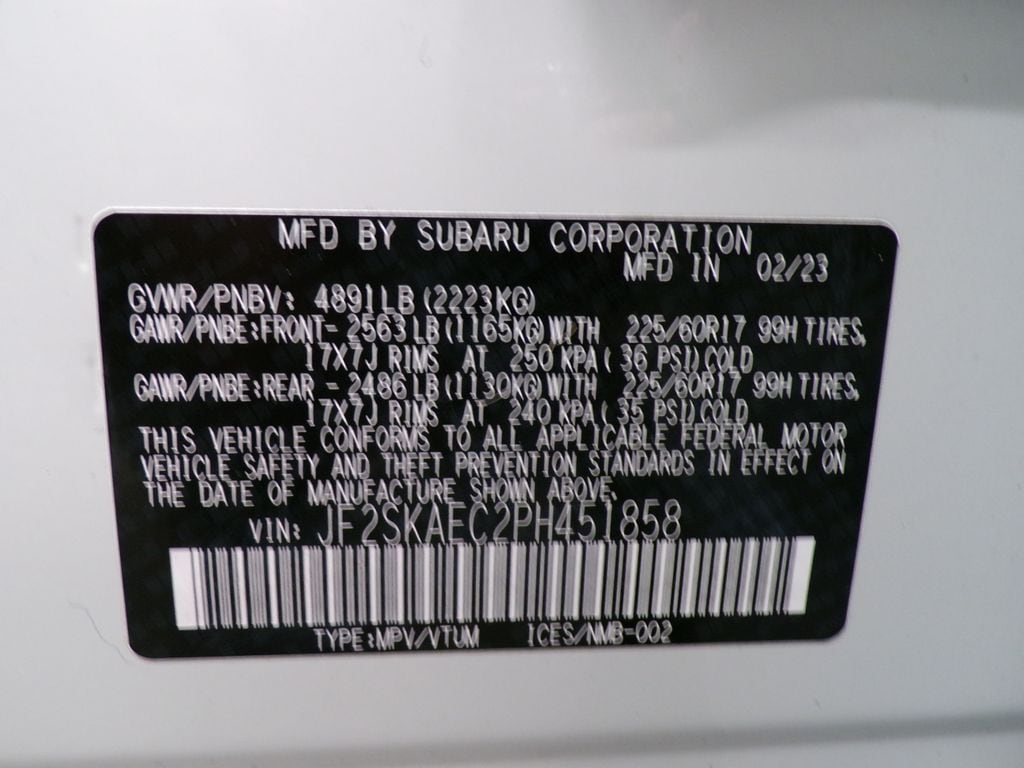 MFD BY SUBARU CORPORATION
MFD IN 02/23
GVWR/PNBV: 4891LB (2223KG)
GAWR/PNBE:FRONT- 2563LB(1165KG)WITH 225/60R17 99H TIRES,
17X7J RIMS AT 250 KPA( 36 PSI)COLD
GAWR/PNBE:REAR - 2486LB(1130KG)WITH 225/60R17 99H TIRES,
17X7J RIMS AT 240 KPA(35 PSI)COLD
THIS VEHICLE CONFORMS TO ALL APPLICABLE FEDERAL MOTOR
VEHICLE SAFETY AND THEFT PREVENTION STANDARDS IN EFFECT ON
THE DATE OF MANUFACTURE SHOWN ABOVE.
VIN: JF2SKAEC2PH451858
TYPE:MPV/VTUM ICES/NMB-002